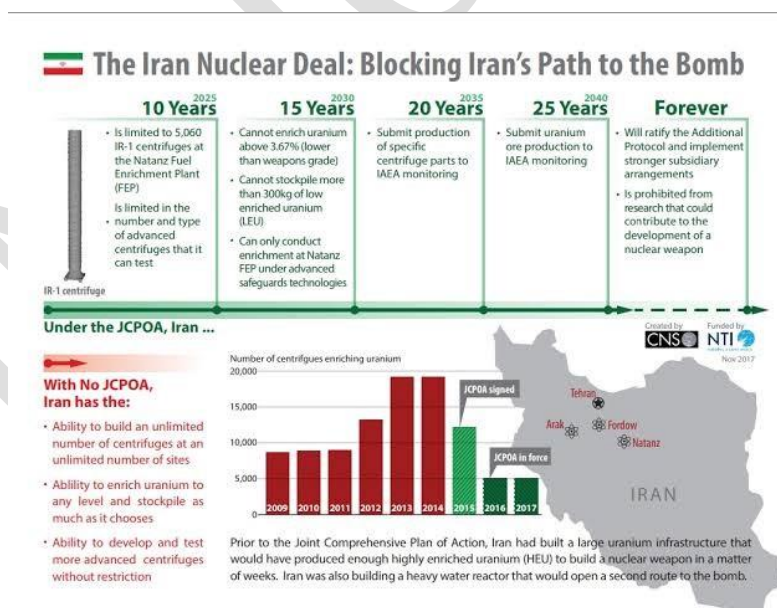 The Iran Nuclear Deal: Blocking Iran's Path to the Bomb
2025
10 Years
• Is limited to 5,060
IR-1 centrifuges at
the Natanz Fuel
Enrichment Plant
(FEP)
Is limited in the
• number and type
of advanced
centrifuges that it
can test
IR-1 centrifuge
2030
15 Years
• Cannot enrich uranium
above 3.67% (lower
than weapons grade)
• Cannot stockpile more
than 300kg of low
enriched uranium
(LEU)
• Can only conduct
enrichment at Natanz
FEP under advanced
safeguards technologies
2035
20 Years
• Submit production
of specific
centrifuge parts to
IAEA monitoring
2040
25 Years
• Submit uranium
ore production to
IAEA monitoring
Forever
• Will ratify the Additional
Protocol and implement
stronger subsidiary
arrangements
• Is prohibited from
research that could
contribute to the
development of a
nuclear weapon
Under the JCPOA, Iran ...
Created by
CNS
Funded by
NTI
Nov 2017
With No JCPOA,
Iran has the:
• Ability to build an unlimited
number of centrifuges at an
unlimited number of sites
• Ablility to enrich uranium to
any level and stockpile as
much as it chooses
• Ability to develop and test
more advanced centrifuges
without restriction
Number of centrifgues enriching uranium
20,000
15,000
10,000
5,000
0
2009 2010 2011 2012 2013 2014 2015 2016 2017
JCPOA signed
JCPOA in force
Tehran
Arak
Fordow
Natanz
IRAN
Prior to the Joint Comprehensive Plan of Action, Iran had built a large uranium infrastructure that
would have produced enough highly enriched uranium (HEU) to build a nuclear weapon in a matter
of weeks. Iran was also building a heavy water reactor that would open a second route to the bomb.